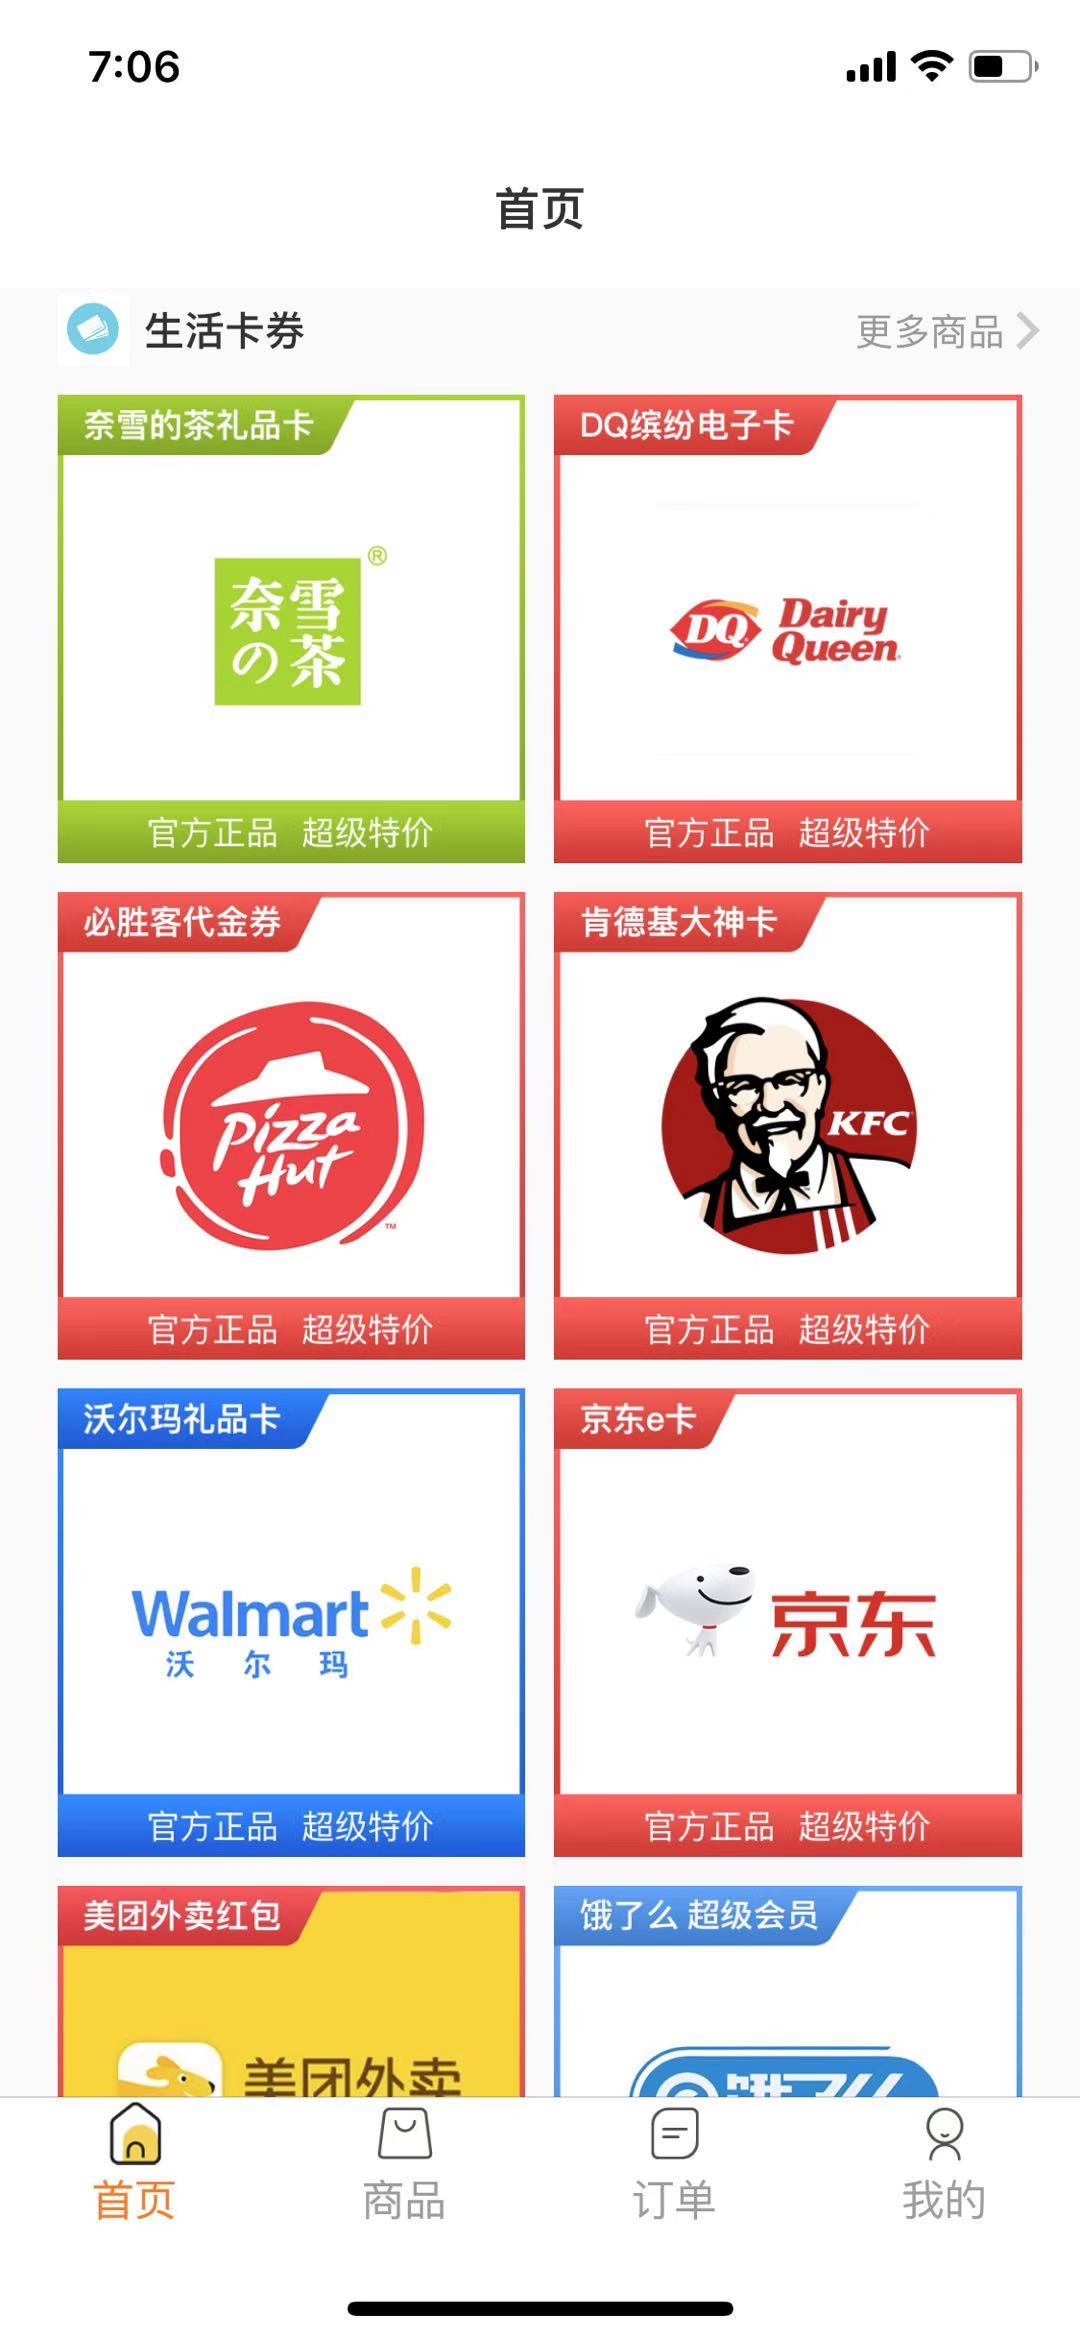 7:06
首页
生活卡券
更多商品
奈雪的茶礼品卡
DQ缤纷电子卡
奈雪
の茶
®
DQ
Dairy
Queen
官方正品 超级特价
官方正品 超级特价
必胜客代金券
肯德基大神卡
Pizza
Hut
TM
KFC
官方正品 超级特价
官方正品 超级特价
沃尔玛礼品卡
京东e卡
Walmart
沃尔玛
京东
官方正品 超级特价
官方正品 超级特价
美团外卖红包
饿了么 超级会员
美团外卖
饿了么
首页
商品
订单
我的